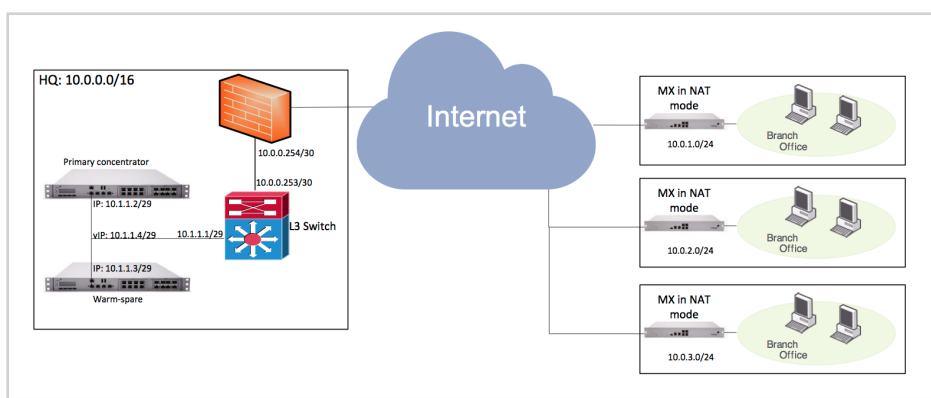 HQ: 10.0.0.0/16
10.0.0.254/30
Primary concentrator
10.0.0.253/30
IP: 10.1.1.2/29
L3 Switch
vIP: 10.1.1.4/29
10.1.1.1/29
IP: 10.1.1.3/29
Warm-spare
Internet
MX in NAT
mode
10.0.1.0/24
Branch
Office
MX in NAT
mode
10.0.2.0/24
Branch
Office
MX in NAT
mode
10.0.3.0/24
Branch
Office